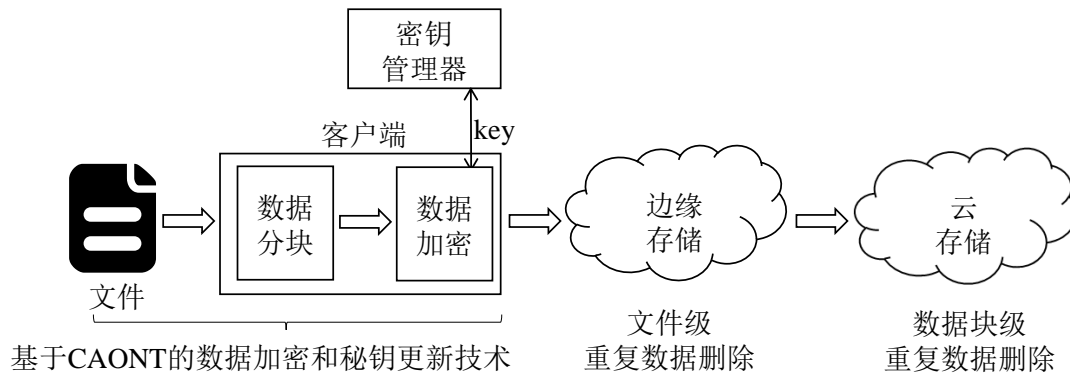 密钥
管理器
客户端
key
数据
分块
数据
加密
边缘
存储
云
存储
文件
文件级
重复数据删除
数据块级
重复数据删除
基于CAONT的数据加密和秘钥更新技术